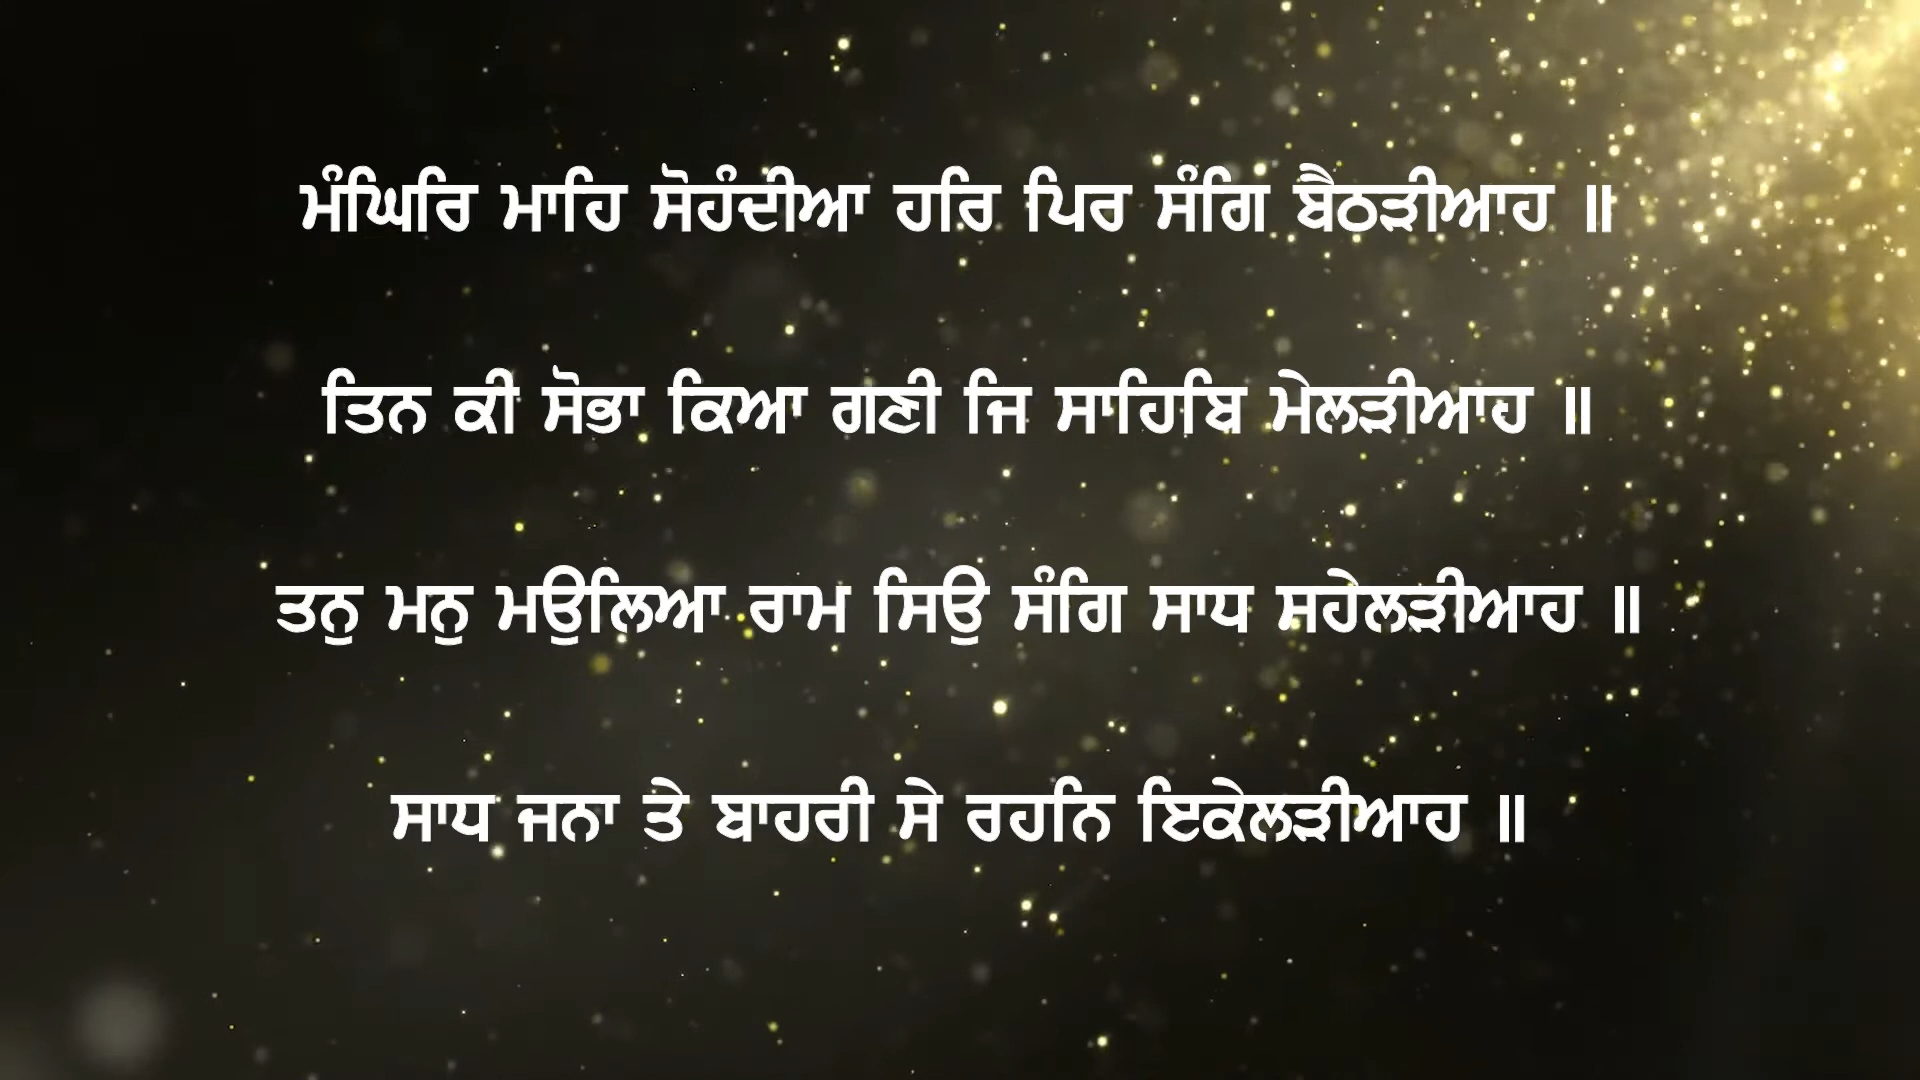 ਮੰਘਿਰਿ ਮਾਹਿ ਸੋਹੰਦੀਆ ਹਰਿ ਪਿਰ ਸੰਗਿ ਬੈਠੜੀਆਹ ॥
ਤਿਨ ਕੀ ਸੋਭਾ ਕਿਆ ਗਣੀ ਜਿ ਸਾਹਿਬਿ ਮੇਲੜੀਆਹ ॥
ਤਨੁ ਮਨੁ ਮਉਲਿਆ ਰਾਮ ਸਿਉ ਸੰਗਿ ਸਾਧ ਸਹੇਲੜੀਆਹ ॥
ਸਾਧ ਜਨਾ ਤੇ ਬਾਹਰੀ ਸੇ ਰਹਨਿ ਇਕੇਲੜੀਆਹ ॥